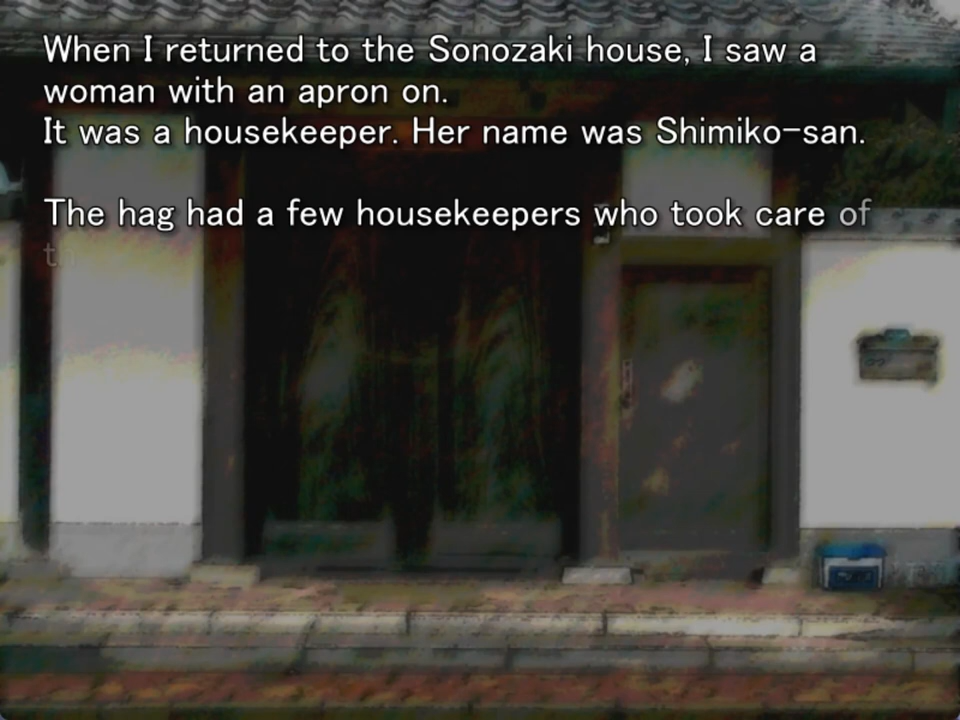 When I returned to the Sonozaki house, I saw a
woman with an apron on.
It was a housekeeper. Her name was Shimiko-san.
The hag had a few housekeepers who took care of
th